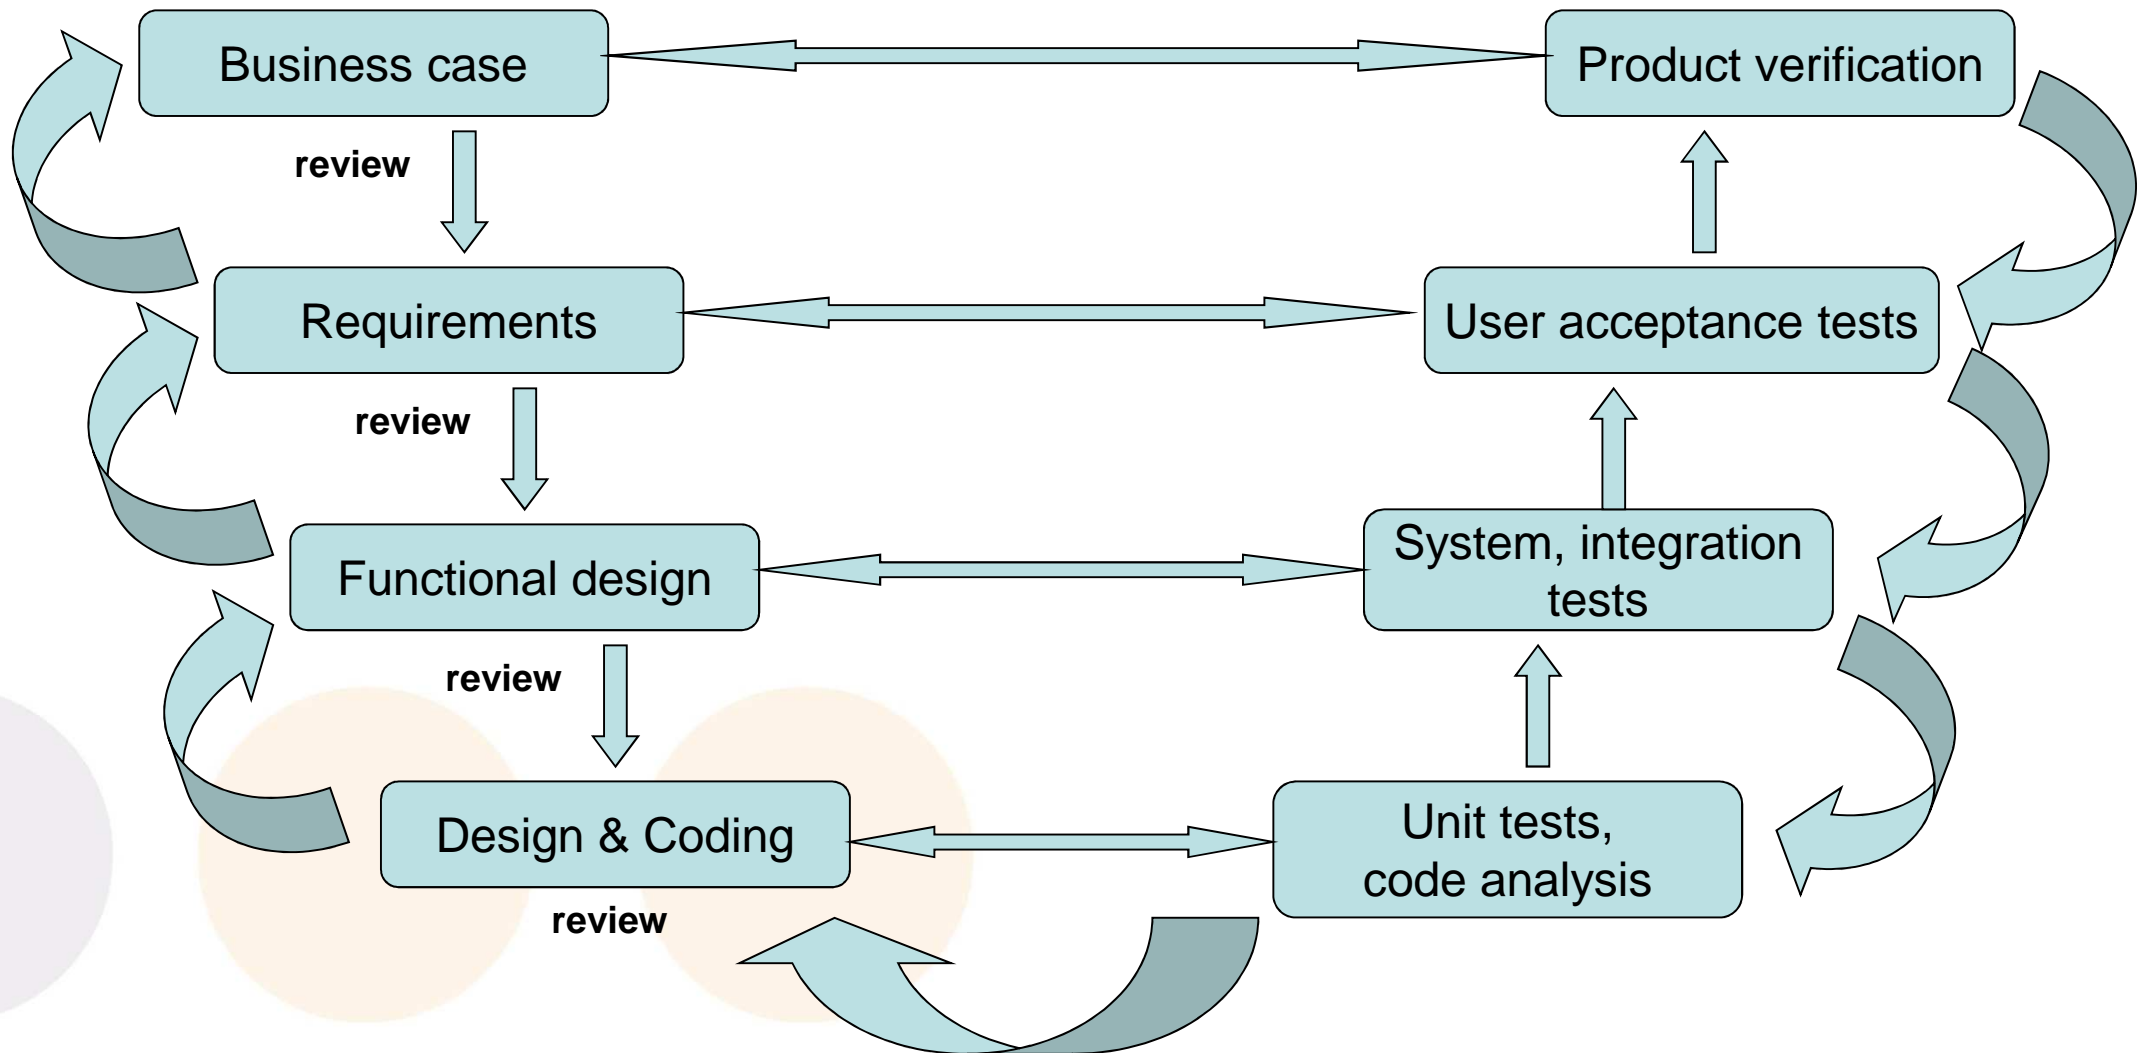 Business case
Product verification
review
Requirements
User acceptance tests
review
Functional design
System, integration
tests
review
Design & Coding
Unit tests,
code analysis
review